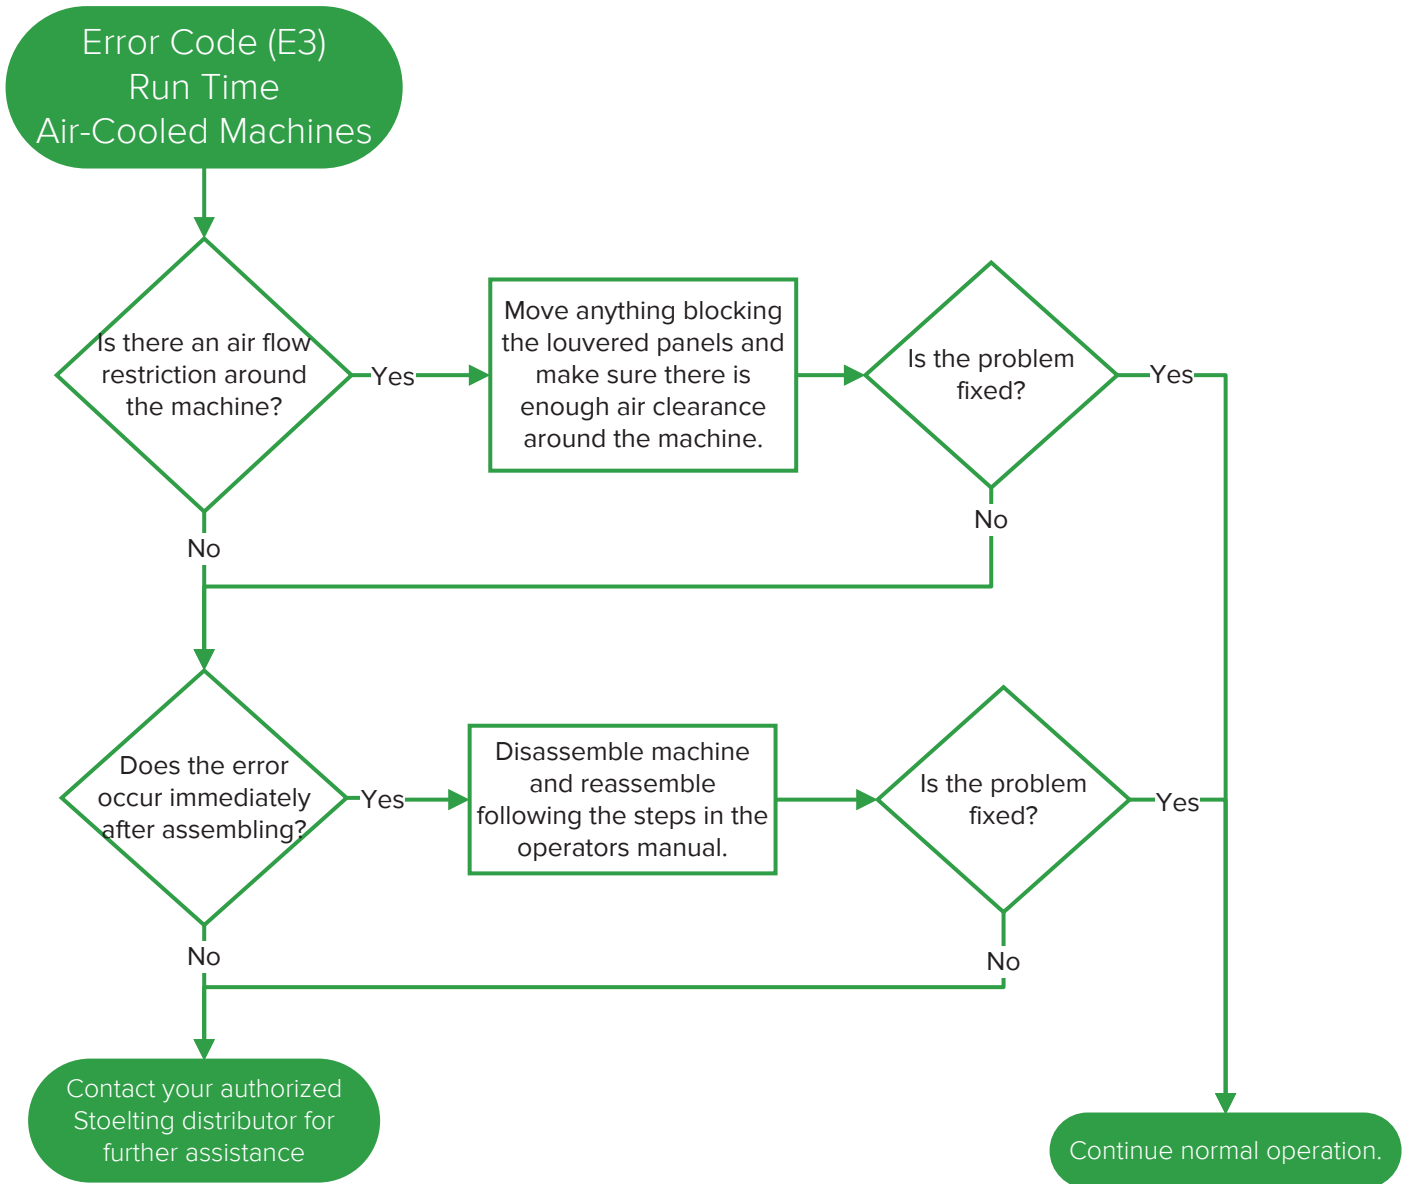 Error Code (E3)
Run Time
Air-Cooled Machines
Is there an air flow
restriction around
the machine?
Yes
Move anything blocking
the louvered panels and
make sure there is
enough air clearance
around the machine.
Is the problem
fixed?
Yes
No
No
Does the error
occur immediately
after assembling?
Yes
Disassemble machine
and reassemble
following the steps in the
operators manual.
Is the problem
fixed?
Yes
No
No
Contact your authorized
Stoelting distributor for
further assistance
Continue normal operation.